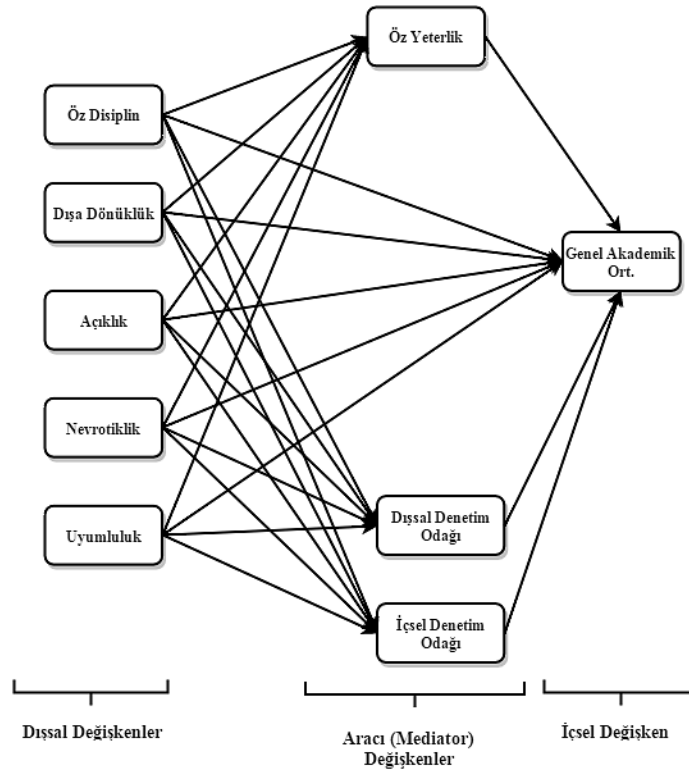 Öz Yeterlik
Öz Disiplin
Dışa Dönüklük
Genel Akademik
Ort.
Açıklık
Nevrotiklik
Uyumluluk
Dışsal Denetim
Odağı
İçsel Denetim
Odağı
Dışsal Değişkenler
Aracı (Mediator)
Değişkenler
İçsel Değişken